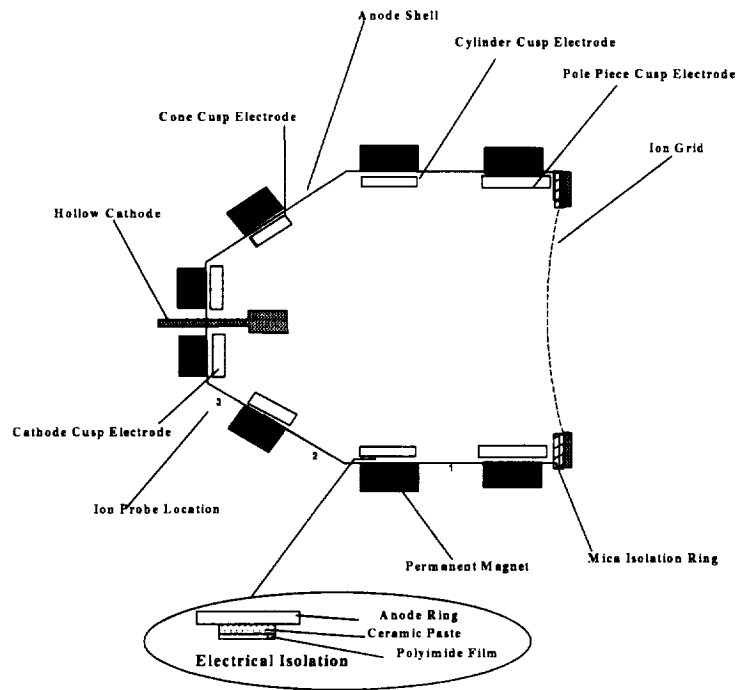 Anode Shell
Cylinder Cusp Electrode
Pole Piece Cusp Electrode
Cone Cusp Electrode
Ion Grid
Hollow Cathode
3
Cathode Cusp Electrode
2
1
Ion Probe Location
Mica Isolation Ring
Permanent Magnet
Anode Ring
Ceramic Paste
Polyimide Film
Electrical Isolation